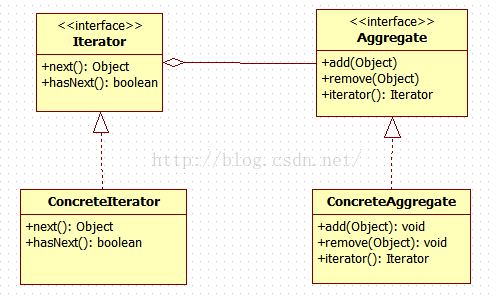 <<interface>>
Iterator
+next(): Object
+hasNext(): boolean
<<interface>>
Aggregate
+add(Object)
+remove(Object)
+iterator(): Iterator
http://blog.csdn.net/
ConcreteIterator
+next(): Object
+hasNext(): boolean
ConcreteAggregate
+add(Object): void
+remove(Object): void
+iterator(): Iterator